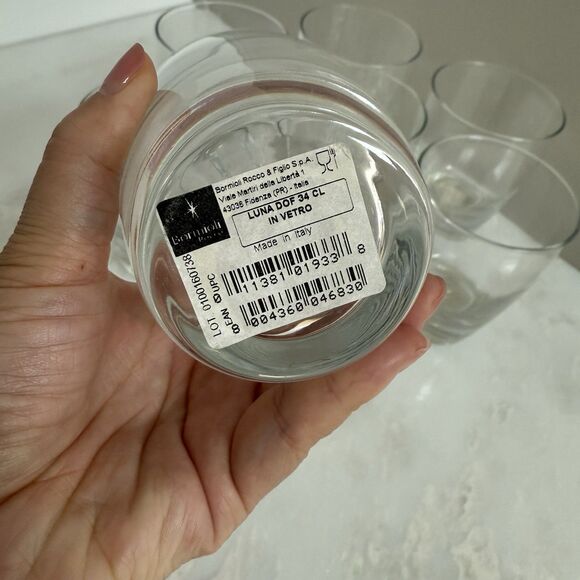 Bormioli Rocco & Figlio S.p.A.
Viale Martiri della Libertà 1
43036 Fidenza (PR) - Italia
LUNA DOF 34 CL
IN VETRO
Made in Italy
Bormioli
Rocco
UPC
11381 01933 8
EAN
004360 046830
LOT. 0100160738